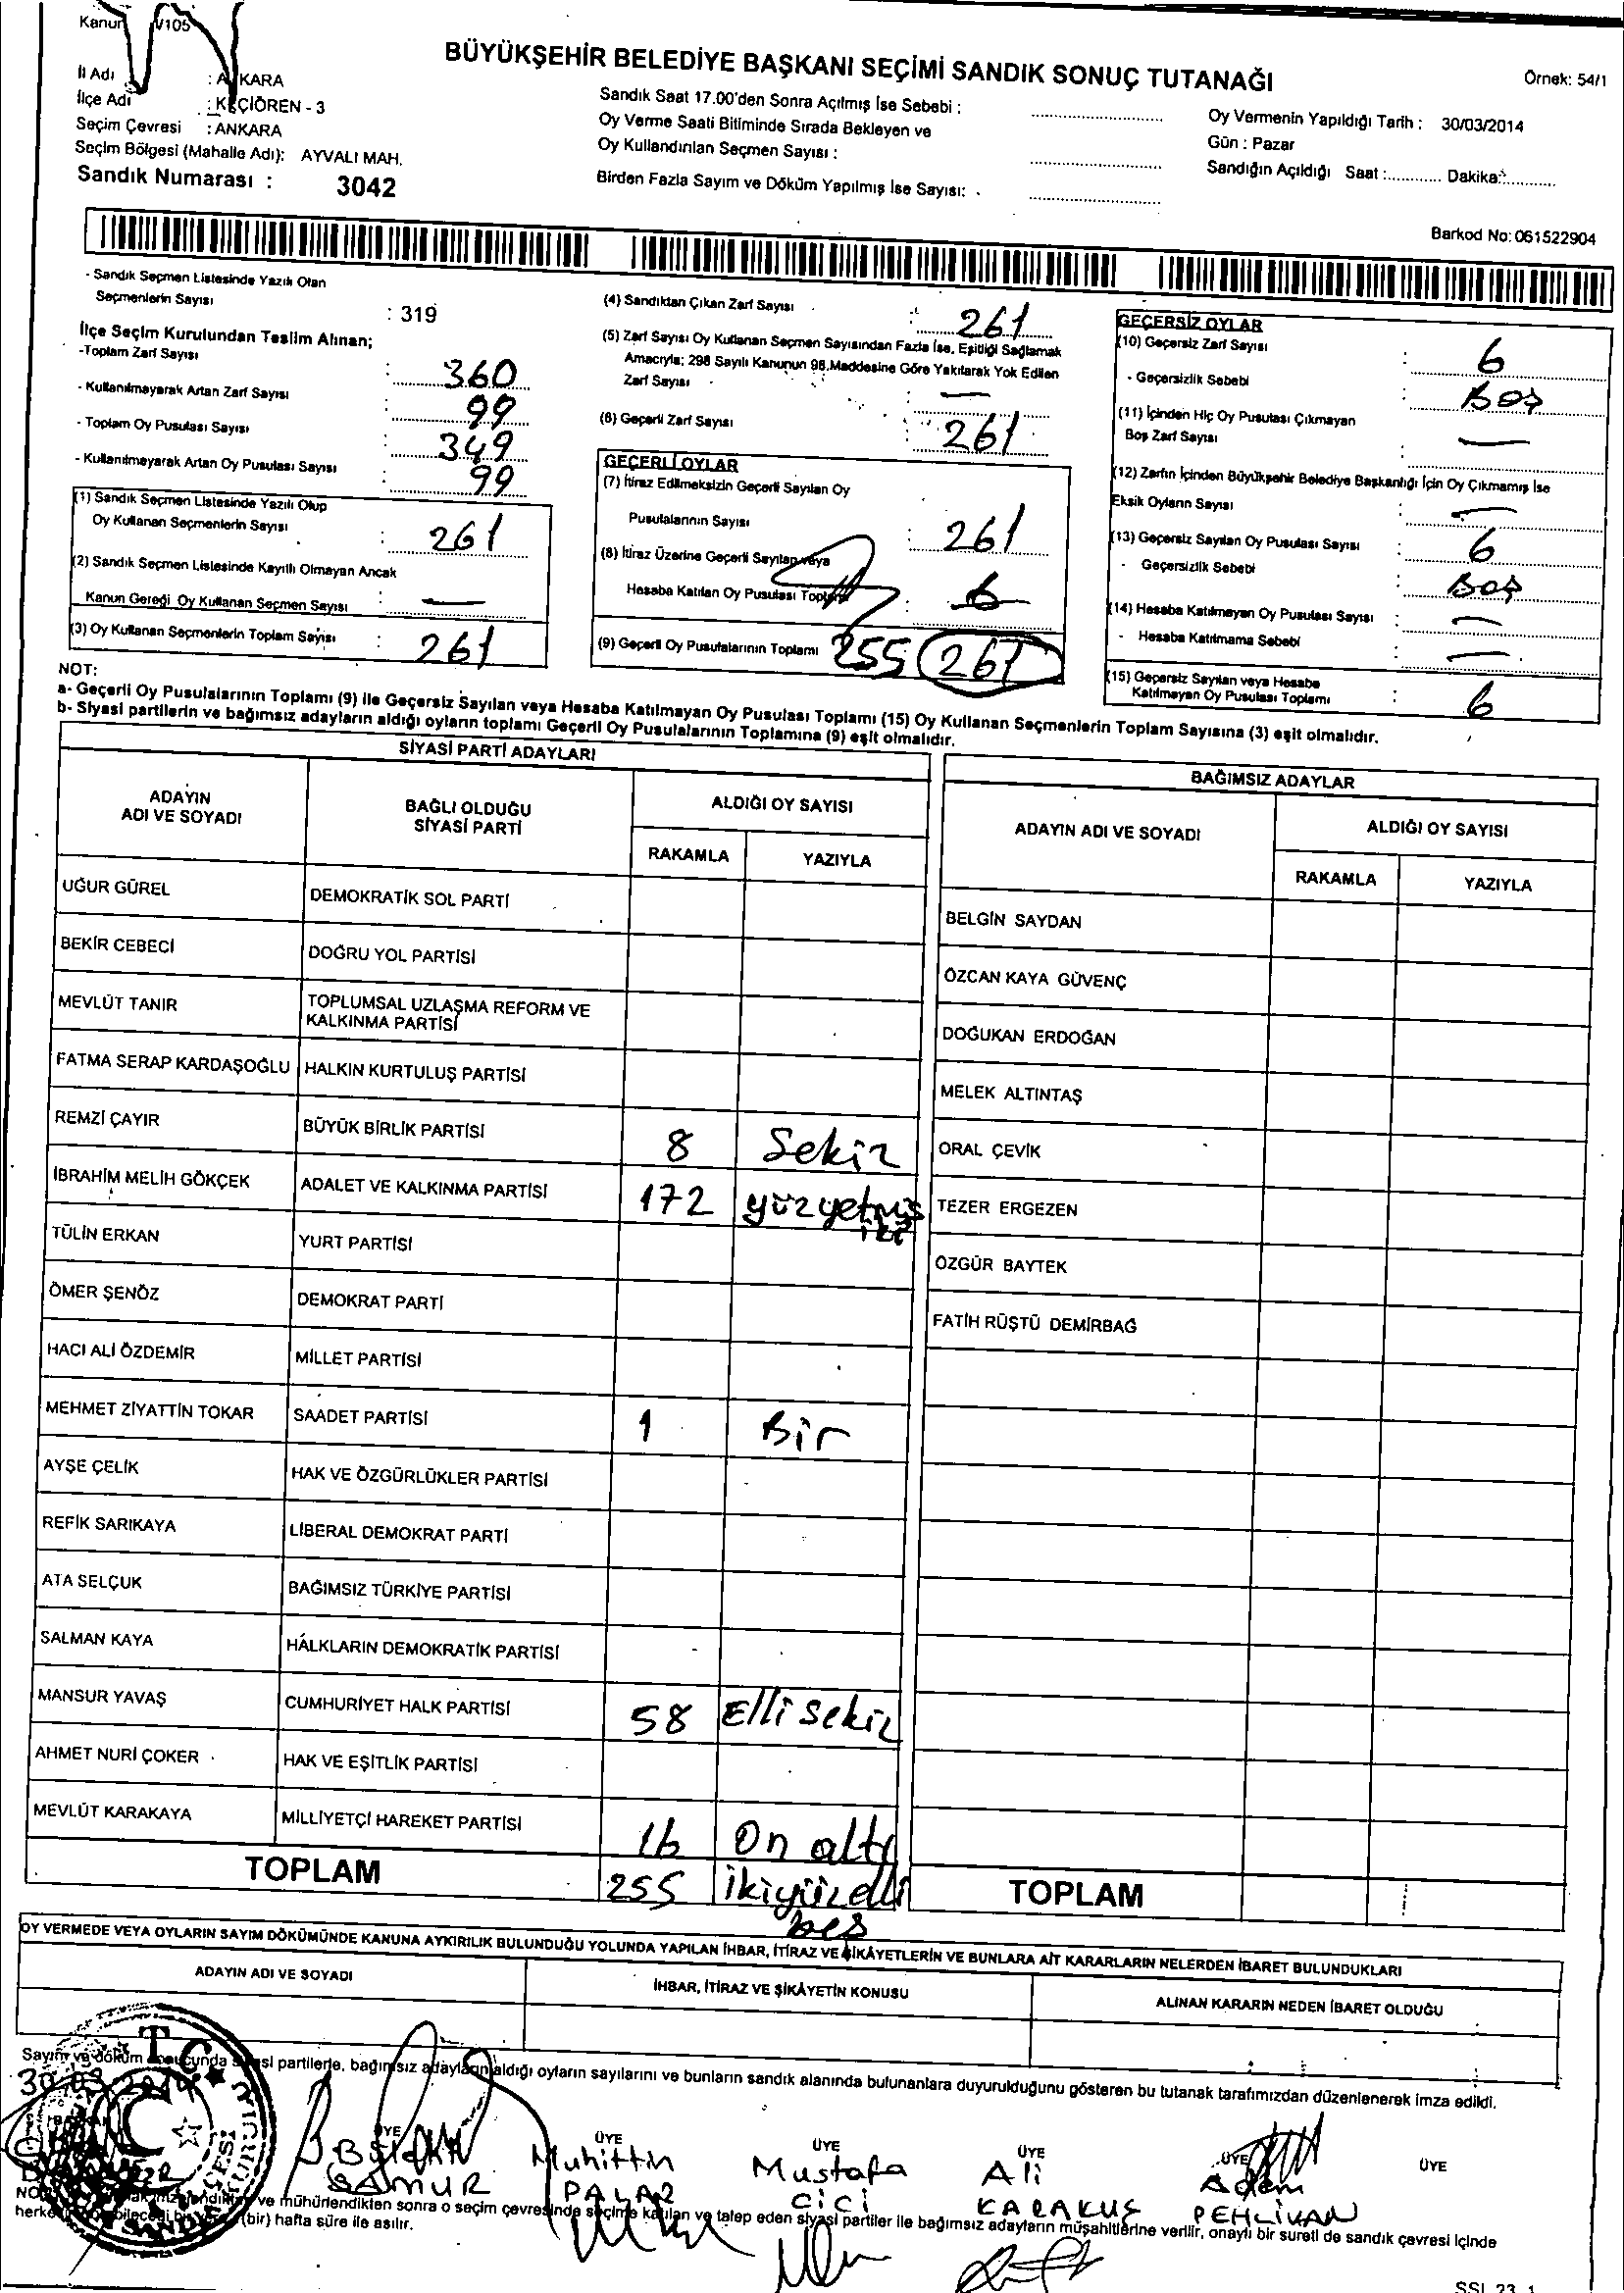 Kanun V105
BÜYÜKŞEHİR BELEDİYE BAŞKANI SEÇİMİ SANDIK SONUÇ TUTANAĞI
Örnek: 54/1
İl Adı : ANKARA
İlçe Adı : KEÇİÖREN - 3
Seçim Çevresi : ANKARA
Seçim Bölgesi (Mahalle Adı): AYVALI MAH.
Sandık Numarası : 3042
Sandık Saat 17.00'den Sonra Açılmış İse Sebebi :
Oy Verme Saati Bitiminde Sırada Bekleyen ve
Oy Kullandırılan Seçmen Sayısı :
Birden Fazla Sayım ve Döküm Yapılmış İse Sayısı:
Oy Vermenin Yapıldığı Tarih : 30/03/2014
Gün : Pazar
Sandığın Açıldığı Saat :............ Dakika:............
Barkod No: 061522904
- Sandık Seçmen Listesinde Yazılı Olan
Seçmenlerin Sayısı : 319
İlçe Seçim Kurulundan Teslim Alınan;
-Toplam Zarf Sayısı : 360
- Kullanılmayarak Artan Zarf Sayısı : 99
- Toplam Oy Pusulası Sayısı : 349
- Kullanılmayarak Artan Oy Pusulası Sayısı : 99
(1) Sandık Seçmen Listesinde Yazılı Olup
Oy Kullanan Seçmenlerin Sayısı : 261
(2) Sandık Seçmen Listesinde Kayıtlı Olmayan Ancak
Kanun Gereği Oy Kullanan Seçmen Sayısı : —
(3) Oy Kullanan Seçmenlerin Toplam Sayısı : 261
(4) Sandıktan Çıkan Zarf Sayısı : 261
(5) Zarf Sayısı Oy Kullanan Seçmen Sayısından Fazla İse, Eşitliği Sağlamak
Amacıyla; 298 Sayılı Kanunun 98.Maddesine Göre Yakılarak Yok Edilen
Zarf Sayısı : —
(6) Geçerli Zarf Sayısı : 261
GEÇERLİ OYLAR
(7) İtiraz Edilmeksizin Geçerli Sayılan Oy
Pusulalarının Sayısı : 261
(8) İtiraz Üzerine Geçerli Sayılan veya
Hesaba Katılan Oy Pusulası Toplamı : 6
(9) Geçerli Oy Pusulalarının Toplamı 255 261
GEÇERSİZ OYLAR
(10) Geçersiz Zarf Sayısı : 6
- Geçersizlik Sebebi : Boş
(11) İçinden Hiç Oy Pusulası Çıkmayan
Boş Zarf Sayısı : —
(12) Zarfın İçinden Büyükşehir Belediye Başkanlığı İçin Oy Çıkmamış İse
Eksik Oyların Sayısı : —
(13) Geçersiz Sayılan Oy Pusulası Sayısı : 6
- Geçersizlik Sebebi : Boş
(14) Hesaba Katılmayan Oy Pusulası Sayısı : —
- Hesaba Katılmama Sebebi : —
(15) Geçersiz Sayılan veya Hesaba
Katılmayan Oy Pusulası Toplamı : 6
NOT:
a- Geçerli Oy Pusulalarının Toplamı (9) ile Geçersiz Sayılan veya Hesaba Katılmayan Oy Pusulası Toplamı (15) Oy Kullanan Seçmenlerin Toplam Sayısına (3) eşit olmalıdır.
b- Siyasi partilerin ve bağımsız adayların aldığı oyların toplamı Geçerli Oy Pusulalarının Toplamına (9) eşit olmalıdır.
SİYASİ PARTİ ADAYLARI
ADAYIN ADI VE SOYADI
BAĞLI OLDUĞU SİYASİ PARTİ
ALDIĞI OY SAYISI
RAKAMLA YAZIYLA
UĞUR GÜREL DEMOKRATİK SOL PARTİ
BEKİR CEBECİ DOĞRU YOL PARTİSİ
MEVLÜT TANIR TOPLUMSAL UZLAŞMA REFORM VE
KALKINMA PARTİSİ
FATMA SERAP KARDAŞOĞLU HALKIN KURTULUŞ PARTİSİ
REMZİ ÇAYIR BÜYÜK BİRLİK PARTİSİ 8 Sekiz
İBRAHİM MELİH GÖKÇEK ADALET VE KALKINMA PARTİSİ 172 yüzyetmiş
iki
TÜLİN ERKAN YURT PARTİSİ
ÖMER ŞENÖZ DEMOKRAT PARTİ
HACI ALİ ÖZDEMİR MİLLET PARTİSİ
MEHMET ZİYATTİN TOKAR SAADET PARTİSİ 1 Bir
AYŞE ÇELİK HAK VE ÖZGÜRLÜKLER PARTİSİ
REFİK SARIKAYA LİBERAL DEMOKRAT PARTİ
ATA SELÇUK BAĞIMSIZ TÜRKİYE PARTİSİ
SALMAN KAYA HALKLARIN DEMOKRATİK PARTİSİ
MANSUR YAVAŞ CUMHURİYET HALK PARTİSİ 58 Elli sekiz
AHMET NURİ ÇOKER HAK VE EŞİTLİK PARTİSİ
MEVLÜT KARAKAYA MİLLİYETÇİ HAREKET PARTİSİ 16 On altı
TOPLAM 255 ikiyüzelli
beş
BAĞIMSIZ ADAYLAR
ADAYIN ADI VE SOYADI
ALDIĞI OY SAYISI
RAKAMLA YAZIYLA
BELGİN SAYDAN
ÖZCAN KAYA GÜVENÇ
DOĞUKAN ERDOĞAN
MELEK ALTINTAŞ
ORAL ÇEVİK
TEZER ERGEZEN
ÖZGÜR BAYTEK
FATİH RÜŞTÜ DEMİRBAĞ
TOPLAM
OY VERMEDE VEYA OYLARIN SAYIM DÖKÜMÜNDE KANUNA AYKIRILIK BULUNDUĞU YOLUNDA YAPILAN İHBAR, İTİRAZ VE ŞİKÂYETLERİN VE BUNLARA AİT KARARLARIN NELERDEN İBARET BULUNDUKLARI
ADAYIN ADI VE SOYADI
İHBAR, İTİRAZ VE ŞİKÂYETİN KONUSU
ALINAN KARARIN NEDEN İBARET OLDUĞU
Sayım ve döküm sonucunda siyasi partilerle, bağımsız adayların aldığı oyların sayılarını ve bunların sandık alanında bulunanlara duyurulduğunu gösteren bu tutanak tarafımızdan düzenlenerek imza edildi.
T.C.
ÜYE ÜYE ÜYE ÜYE ÜYE ÜYE
SAMUR
Muhittin
PALAZ
Mustafa
CİCİ
Ali
KARAKUŞ
Adem
PEHLİVAN
ve mühürlendikten sonra o seçim çevresinde seçime katılan ve talep eden siyasi partiler ile bağımsız adayların müşahitlerine verilir, onaylı bir sureti de sandık çevresi içinde
(bir) hafta süre ile asılır.
SSI 23 1